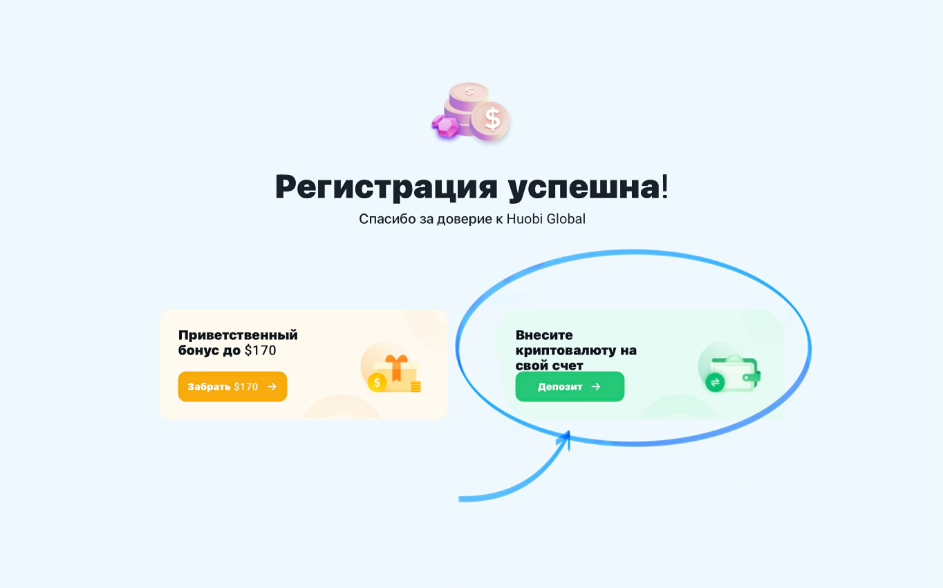 Регистрация успешна!
Спасибо за доверие к Huobi Global
Приветственный
бонус до $170
Забрать $170
Внесите
криптовалюту на
свой счет
Депозит